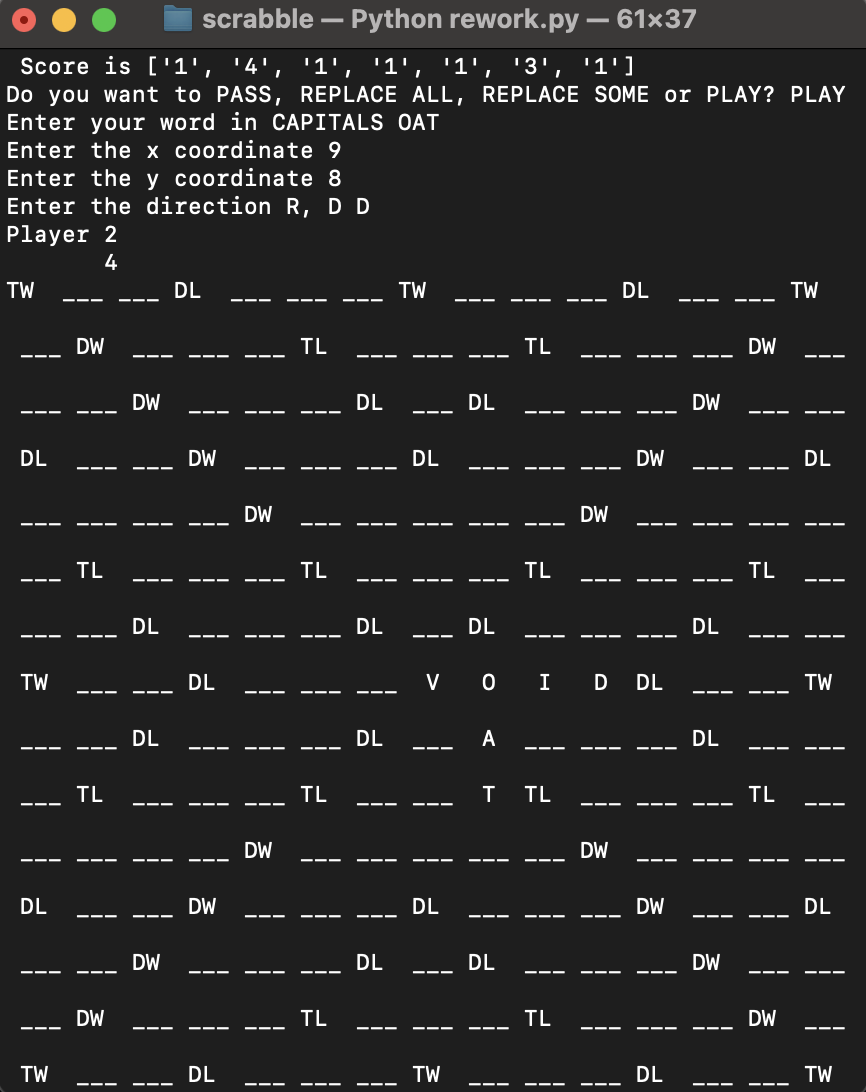 scrabble — Python rework.py — 61×37
 Score is ['1', '4', '1', '1', '1', '3', '1']
Do you want to PASS, REPLACE ALL, REPLACE SOME or PLAY? PLAY
Enter your word in CAPITALS OAT
Enter the x coordinate 9
Enter the y coordinate 8
Enter the direction R, D D
Player 2
       4
TW  ___ ___ DL  ___ ___ ___ TW  ___ ___ ___ DL  ___ ___ TW
 ___ DW  ___ ___ ___ TL  ___ ___ ___ TL  ___ ___ ___ DW  ___
 ___ ___ DW  ___ ___ ___ DL  ___ DL  ___ ___ ___ DW  ___ ___
 DL  ___ ___ DW  ___ ___ ___ DL  ___ ___ ___ DW  ___ ___ DL
 ___ ___ ___ ___ DW  ___ ___ ___ ___ ___ DW  ___ ___ ___ ___
 ___ TL  ___ ___ ___ TL  ___ ___ ___ TL  ___ ___ ___ TL  ___
 ___ ___ DL  ___ ___ ___ DL  ___ DL  ___ ___ ___ DL  ___ ___
 TW  ___ ___ DL  ___ ___ ___  V   O   I   D  DL  ___ ___ TW
 ___ ___ DL  ___ ___ ___ DL  ___  A  ___ ___ ___ DL  ___ ___
 ___ TL  ___ ___ ___ TL  ___ ___  T  TL  ___ ___ ___ TL  ___
 ___ ___ ___ ___ DW  ___ ___ ___ ___ ___ DW  ___ ___ ___ ___
 DL  ___ ___ DW  ___ ___ ___ DL  ___ ___ ___ DW  ___ ___ DL
 ___ ___ DW  ___ ___ ___ DL  ___ DL  ___ ___ ___ DW  ___ ___
 ___ DW  ___ ___ ___ TL  ___ ___ ___ TL  ___ ___ ___ DW  ___
 TW  ___ ___ DL  ___ ___ ___ TW  ___ ___ ___ DL  ___ ___ TW